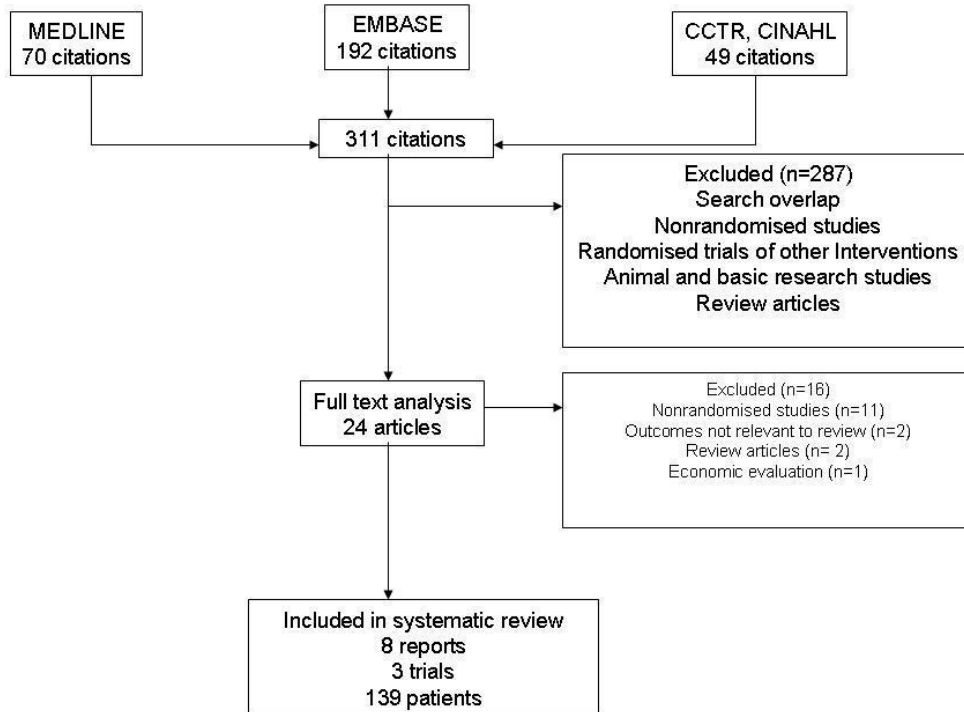 MEDLINE
70 citations
EMBASE
192 citations
CCTR, CINAHL
49 citations
311 citations
Excluded (n=287)
Search overlap
Nonrandomised studies
Randomised trials of other Interventions
Animal and basic research studies
Review articles
Full text analysis
24 articles
Excluded (n=16)
Nonrandomised studies (n=11)
Outcomes not relevant to review (n=2)
Review articles (n= 2)
Economic evaluation (n=1)
Included in systematic review
8 reports
3 trials
139 patients